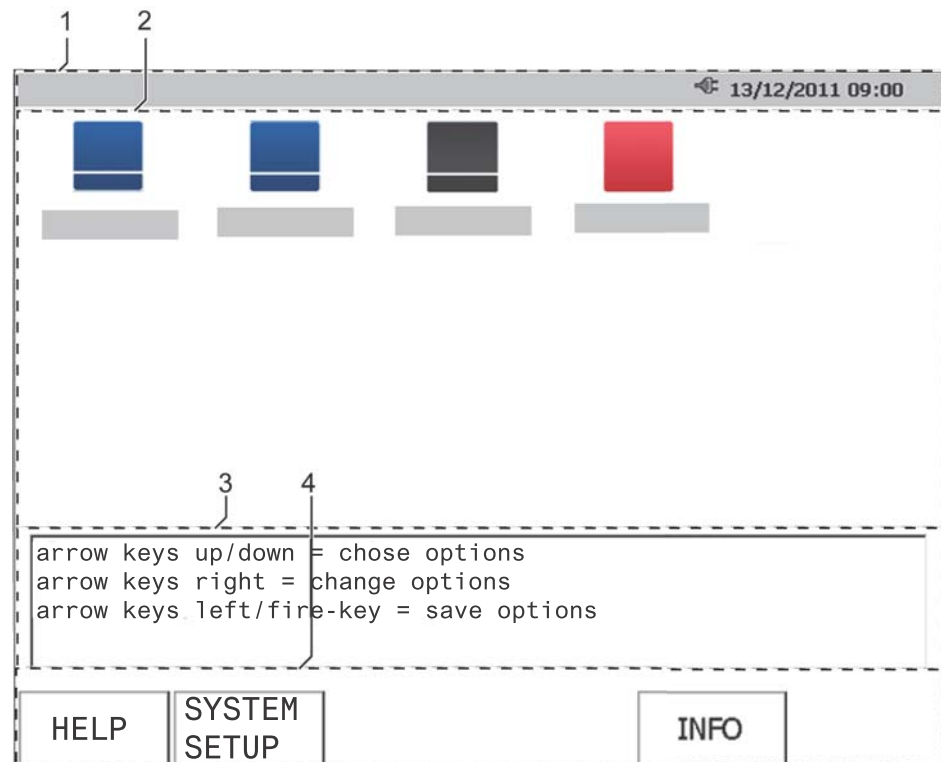 1 2
13/12/2011 09:00
3 4
arrow keys up/down = chose options
arrow keys right = change options
arrow keys left/fire-key = save options
HELP
SYSTEM
SETUP
INFO